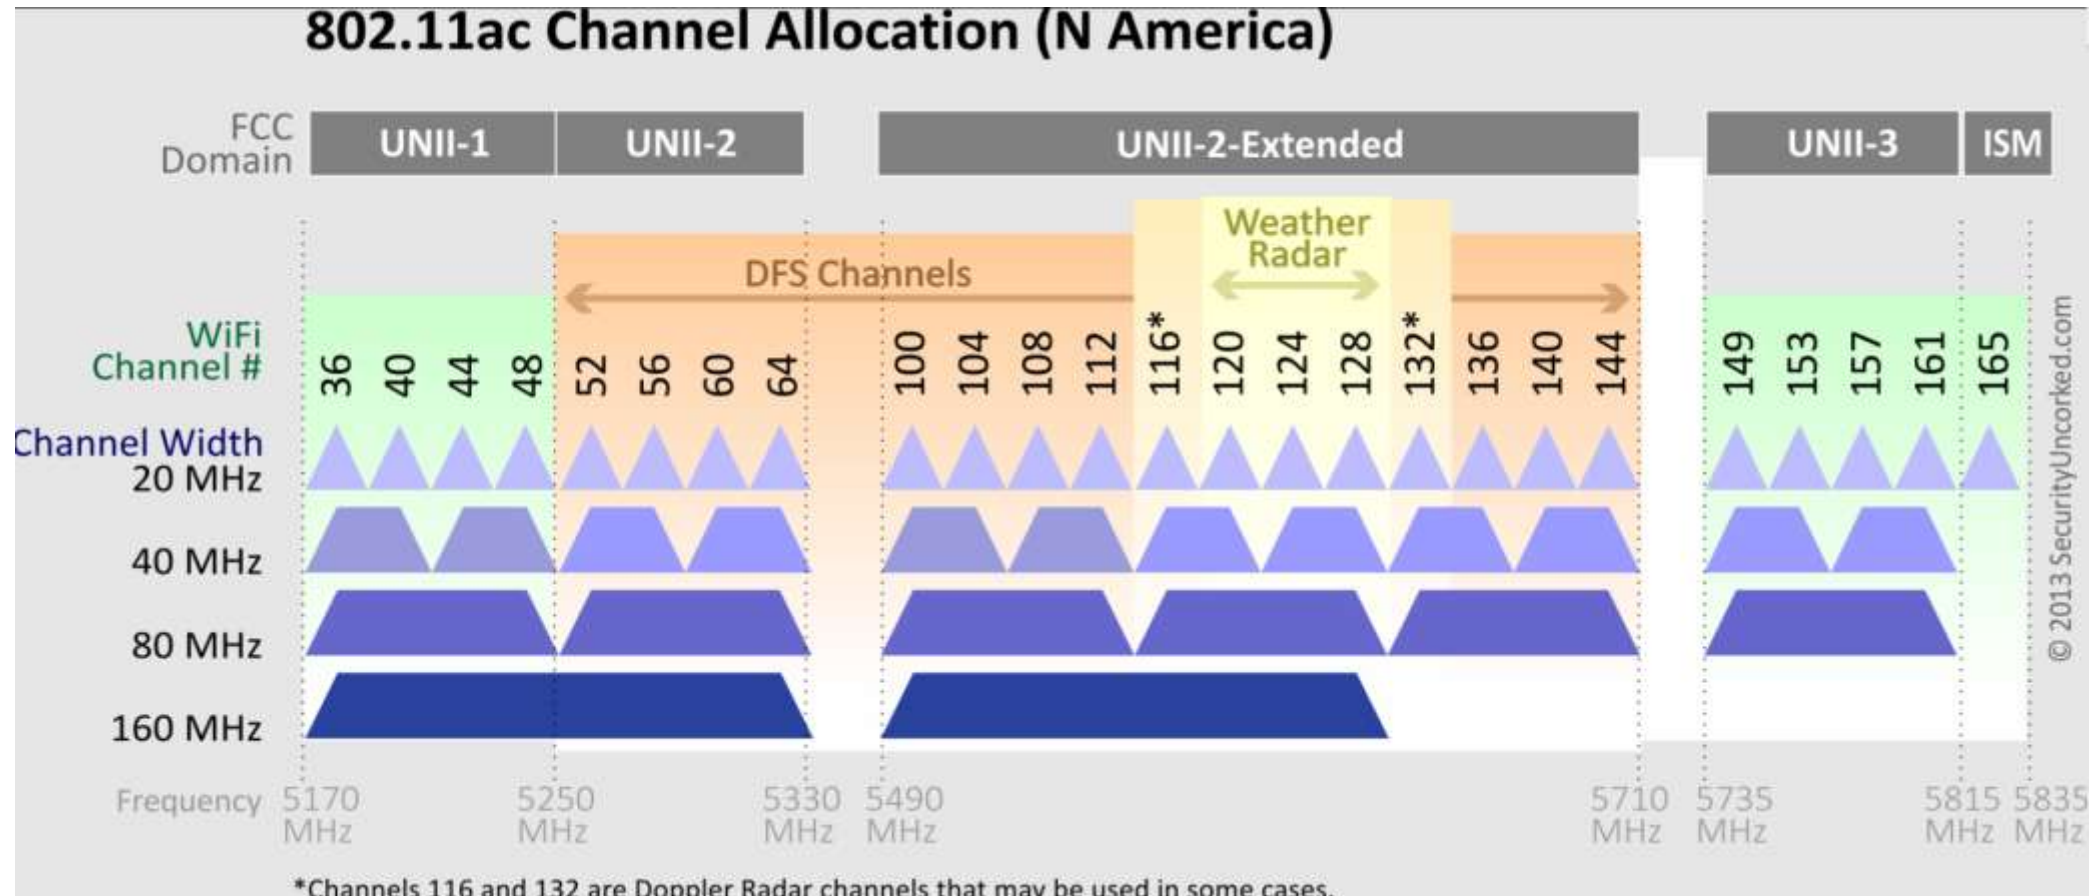 802.11ac Channel Allocation (N America)
FCC
Domain
UNII-1
UNII-2
UNII-2-Extended
UNII-3
ISM
Weather
Radar
DFS Channels
WiFi
Channel #
36
40
44
48
52
56
60
64
100
104
108
112
116*
120
124
128
132*
136
140
144
149
153
157
161
165
Channel Width
20 MHz
40 MHz
80 MHz
160 MHz
Frequency
5170
MHz
5250
MHz
5330
MHz
5490
MHz
5710
MHz
5735
MHz
5815
MHz
5835
MHz
© 2013 SecurityUncorked.com
*Channels 116 and 132 are Doppler Radar channels that may be used in some cases.